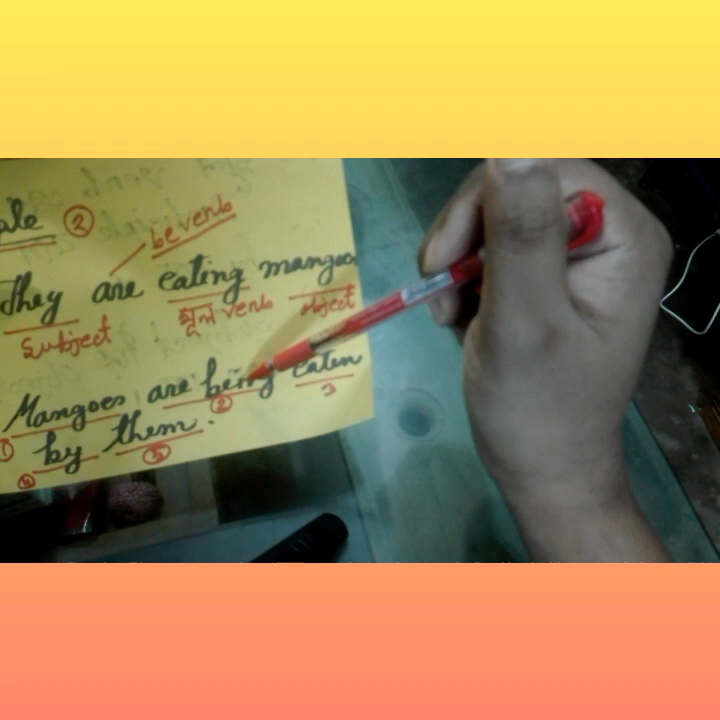 ple ②
be verb
They are eating mangoes
Subject মূল verb object
Mangoes are being eaten
① ② 3
by them.
④ ⑤